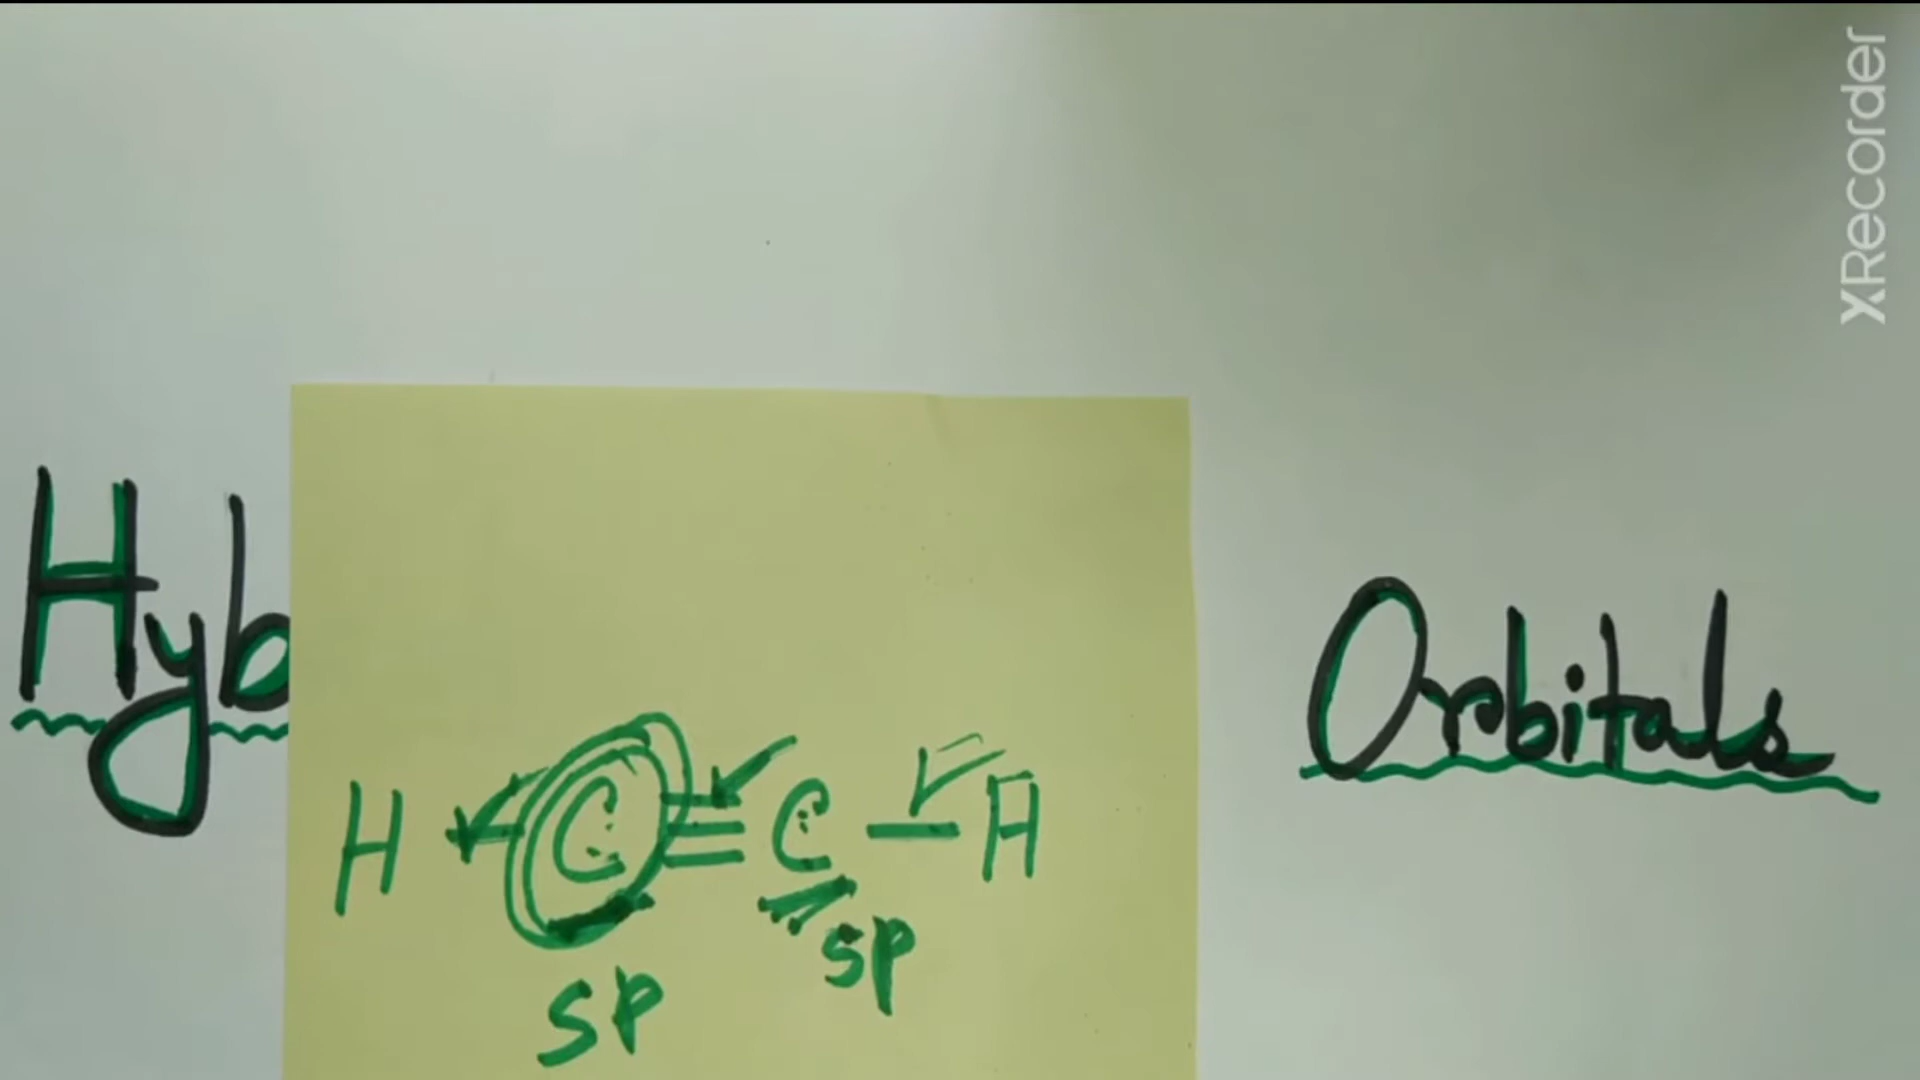 XRecorder
Hyb Orbitals
H - C ≡ C - H
sp sp